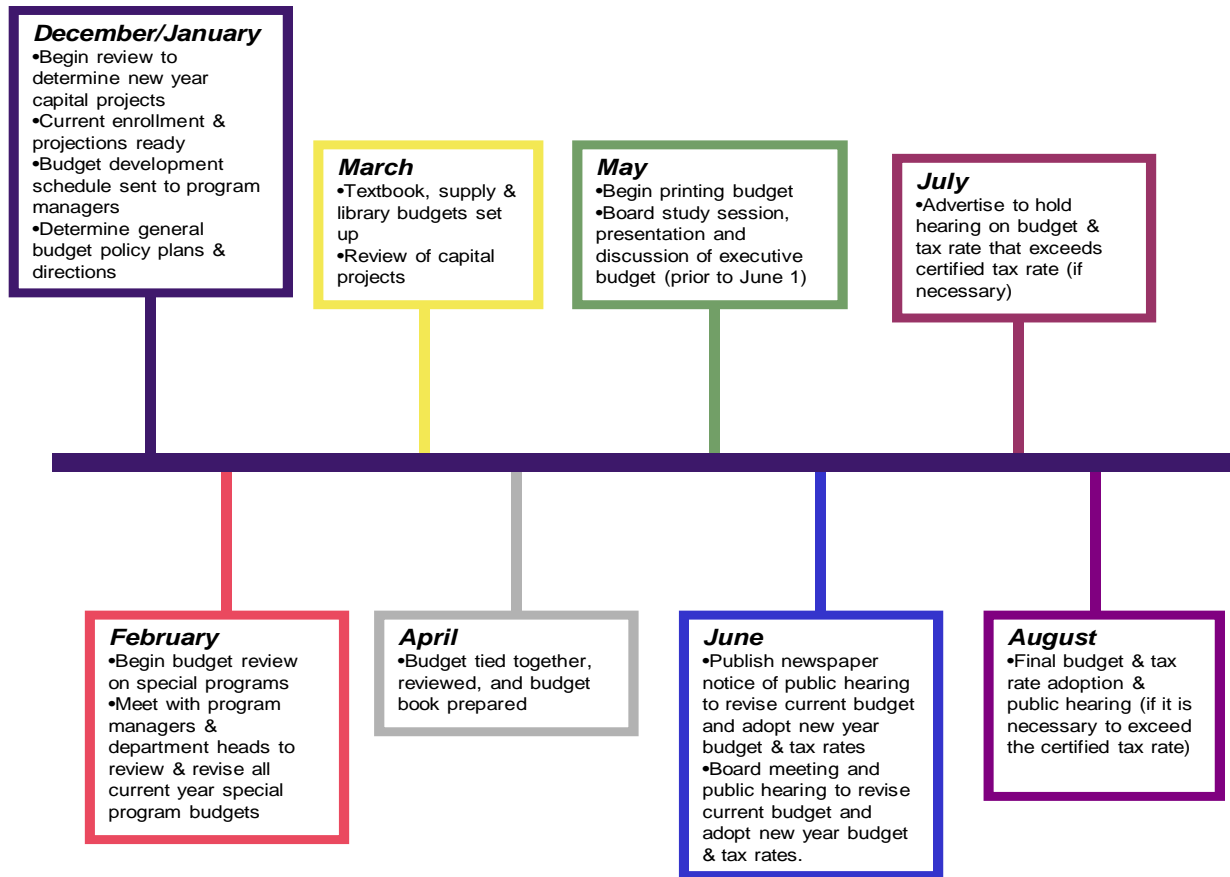 December/January
•Begin review to
determine new year
capital projects
•Current enrollment &
projections ready
•Budget development
schedule sent to program
managers
•Determine general
budget policy plans &
directions
March
•Textbook, supply &
library budgets set
up
•Review of capital
projects
May
•Begin printing budget
•Board study session,
presentation and
discussion of executive
budget (prior to June 1)
July
•Advertise to hold
hearing on budget &
tax rate that exceeds
certified tax rate (if
necessary)
February
•Begin budget review
on special programs
•Meet with program
managers &
department heads to
review & revise all
current year special
program budgets
April
•Budget tied together,
reviewed, and budget
book prepared
June
•Publish newspaper
notice of public hearing
to revise current budget
and adopt new year
budget & tax rates
•Board meeting and
public hearing to revise
current budget and
adopt new year budget
& tax rates.
August
•Final budget & tax
rate adoption &
public hearing (if it is
necessary to exceed
the certified tax rate)